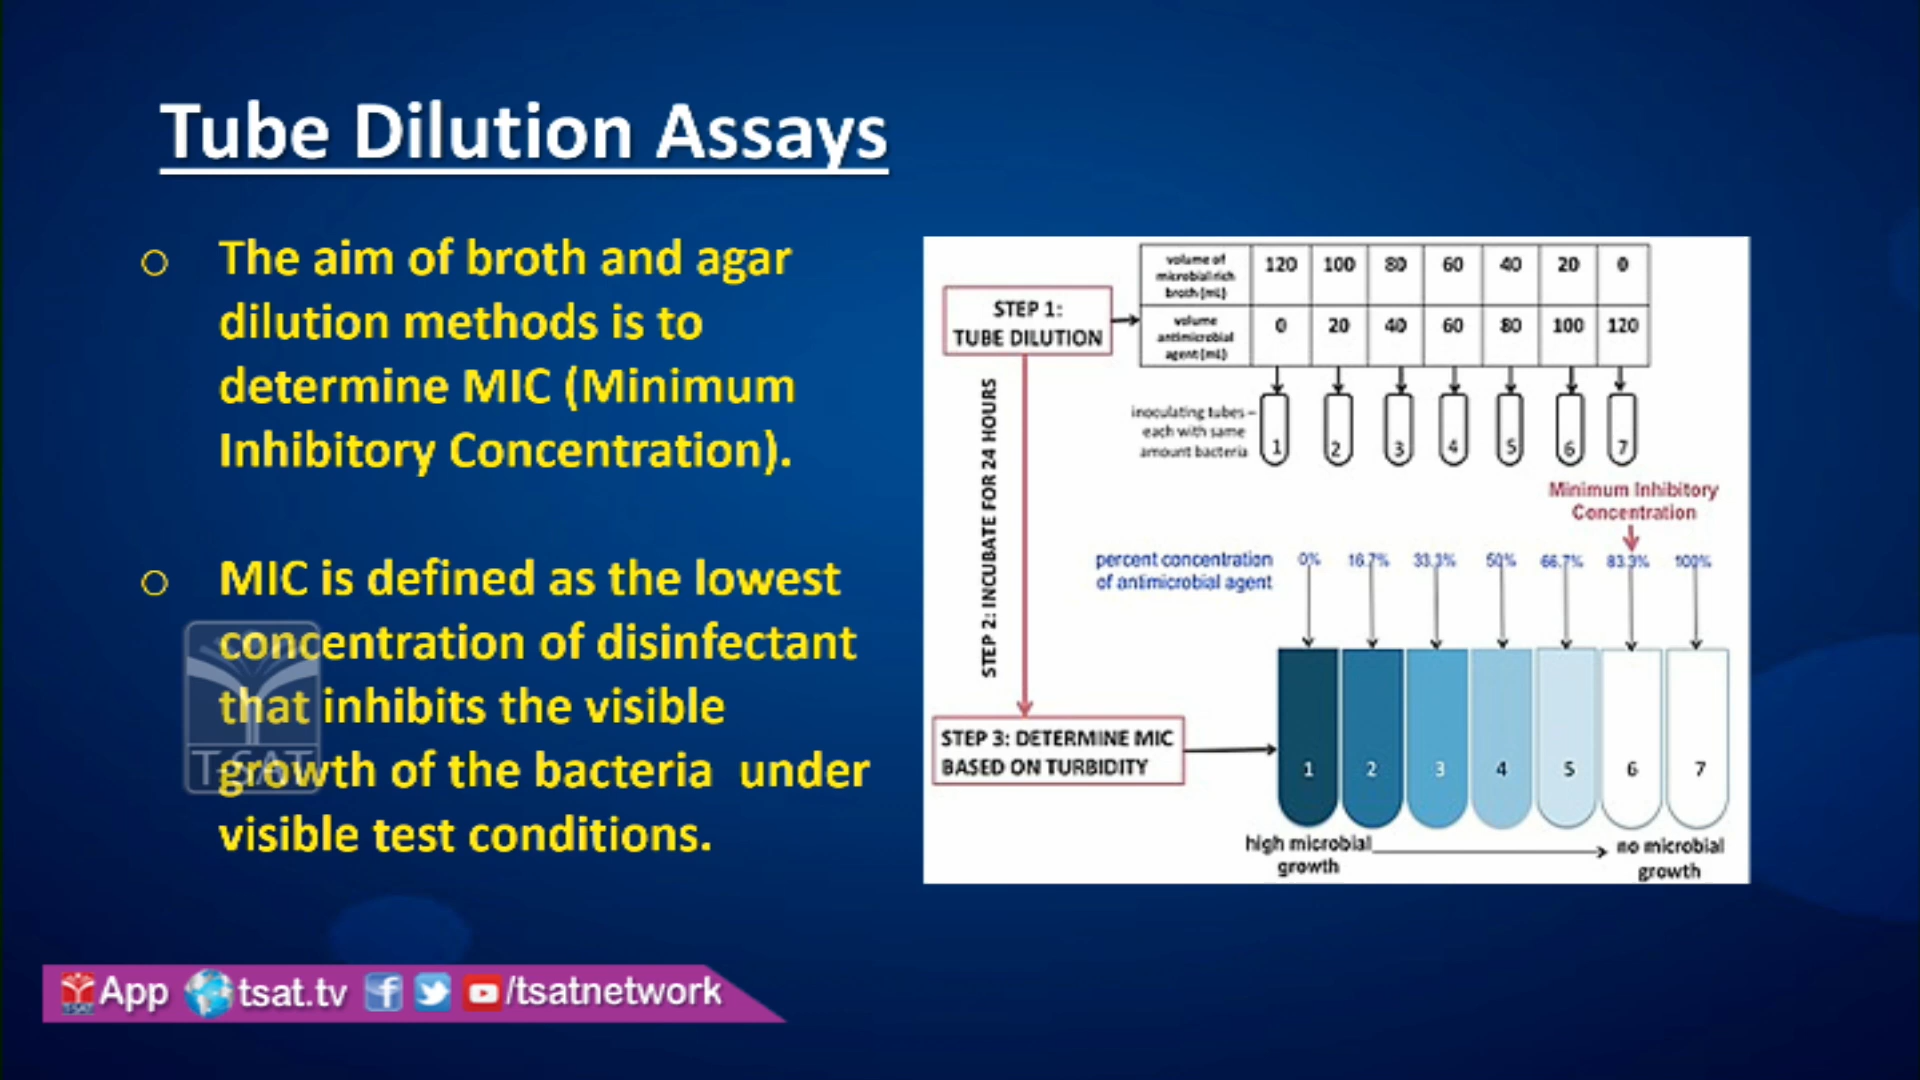 Tube Dilution Assays
o The aim of broth and agar
dilution methods is to
determine MIC (Minimum
Inhibitory Concentration).
o MIC is defined as the lowest
concentration of disinfectant
that inhibits the visible
growth of the bacteria under
visible test conditions.
T-SAT
STEP 1:
TUBE DILUTION
volume of
microbial rich
broth (mL)
120 100 80 60 40 20 0
volume
antimicrobial
agent (mL)
0 20 40 60 80 100 120
inoculating tubes –
each with same
amount bacteria
1 2 3 4 5 6 7
STEP 2: INCUBATE FOR 24 HOURS
Minimum Inhibitory
Concentration
percent concentration
of antimicrobial agent
0% 16.7% 33.3% 50% 66.7% 83.3% 100%
STEP 3: DETERMINE MIC
BASED ON TURBIDITY
1 2 3 4 5 6 7
high microbial
growth
no microbial
growth
T-SAT App tsat.tv /tsatnetwork